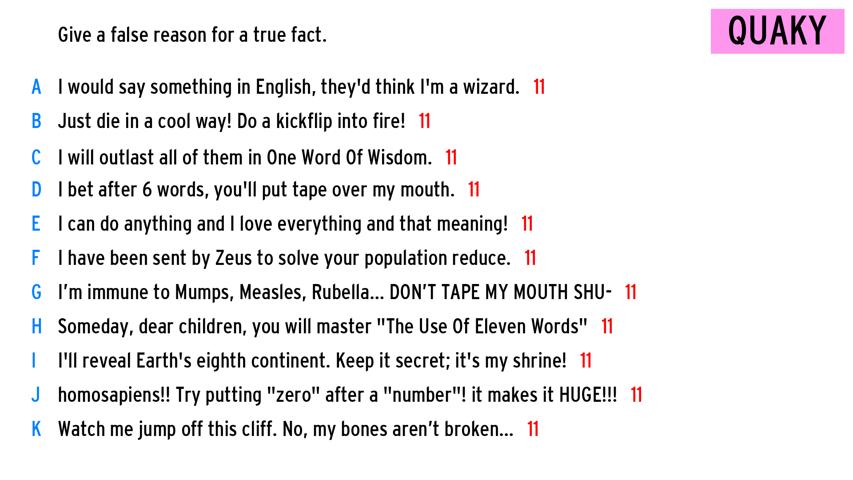 Give a false reason for a true fact.
QUAKY
A I would say something in English, they'd think I'm a wizard. 11
B Just die in a cool way! Do a kickflip into fire! 11
C I will outlast all of them in One Word Of Wisdom. 11
D I bet after 6 words, you'll put tape over my mouth. 11
E I can do anything and I love everything and that meaning! 11
F I have been sent by Zeus to solve your population reduce. 11
G I’m immune to Mumps, Measles, Rubella... DON’T TAPE MY MOUTH SHU- 11
H Someday, dear children, you will master "The Use Of Eleven Words" 11
I I'll reveal Earth's eighth continent. Keep it secret; it's my shrine! 11
J homosapiens!! Try putting "zero" after a "number"! it makes it HUGE!!! 11
K Watch me jump off this cliff. No, my bones aren’t broken... 11